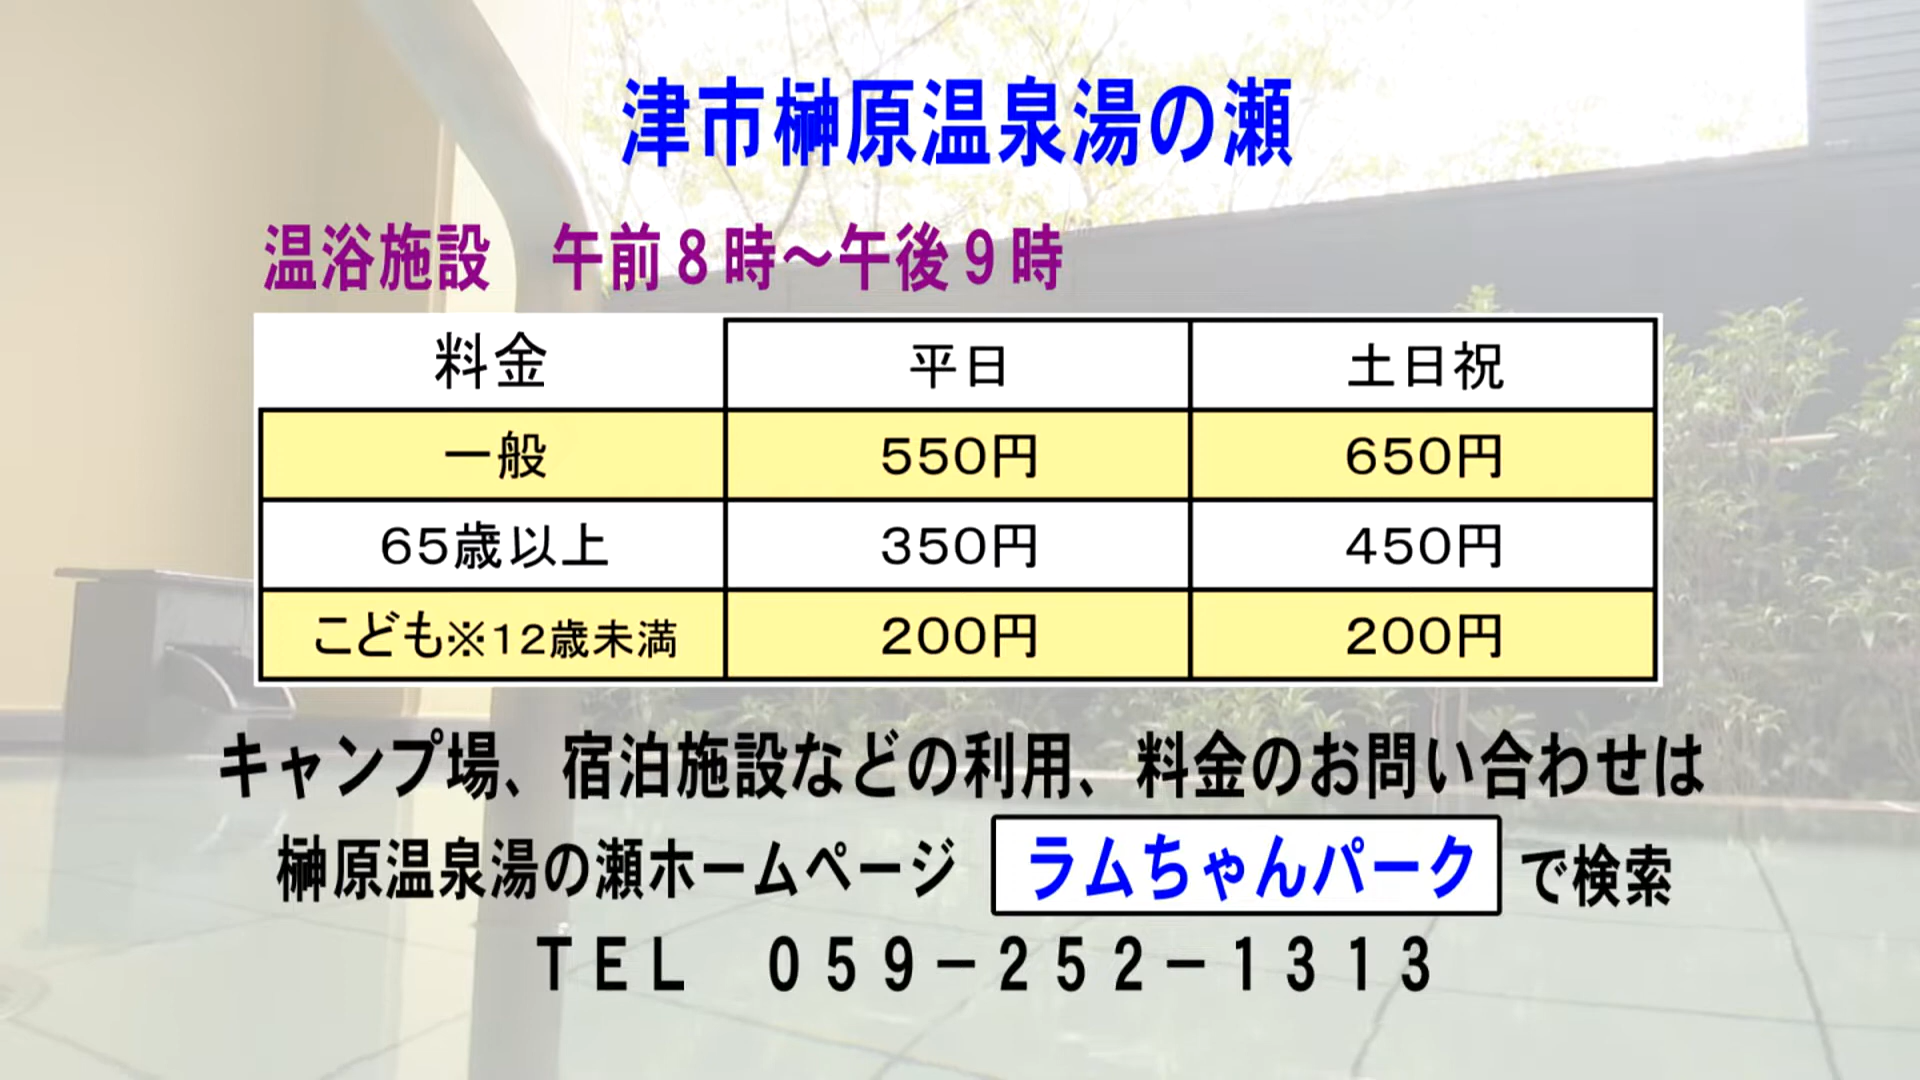 津市榊原温泉湯の瀬
温浴施設　午前８時～午後９時
料金 平日 土日祝
一般 550円 650円
65歳以上 350円 450円
こども※12歳未満 200円 200円
キャンプ場、宿泊施設などの利用、料金のお問い合わせは
榊原温泉湯の瀬ホームページ ラムちゃんパーク で検索
ＴＥＬ　０５９－２５２－１３１３